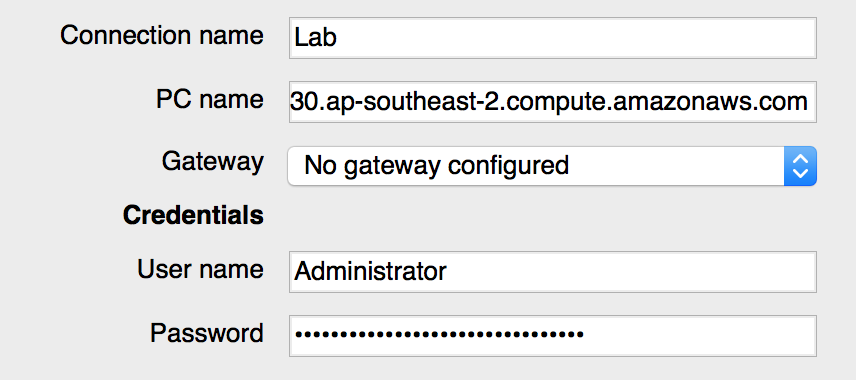 Connection name Lab
PC name 30.ap-southeast-2.compute.amazonaws.com
Gateway No gateway configured
Credentials
User name Administrator
Password ••••••••••••••••••••••••••••••••